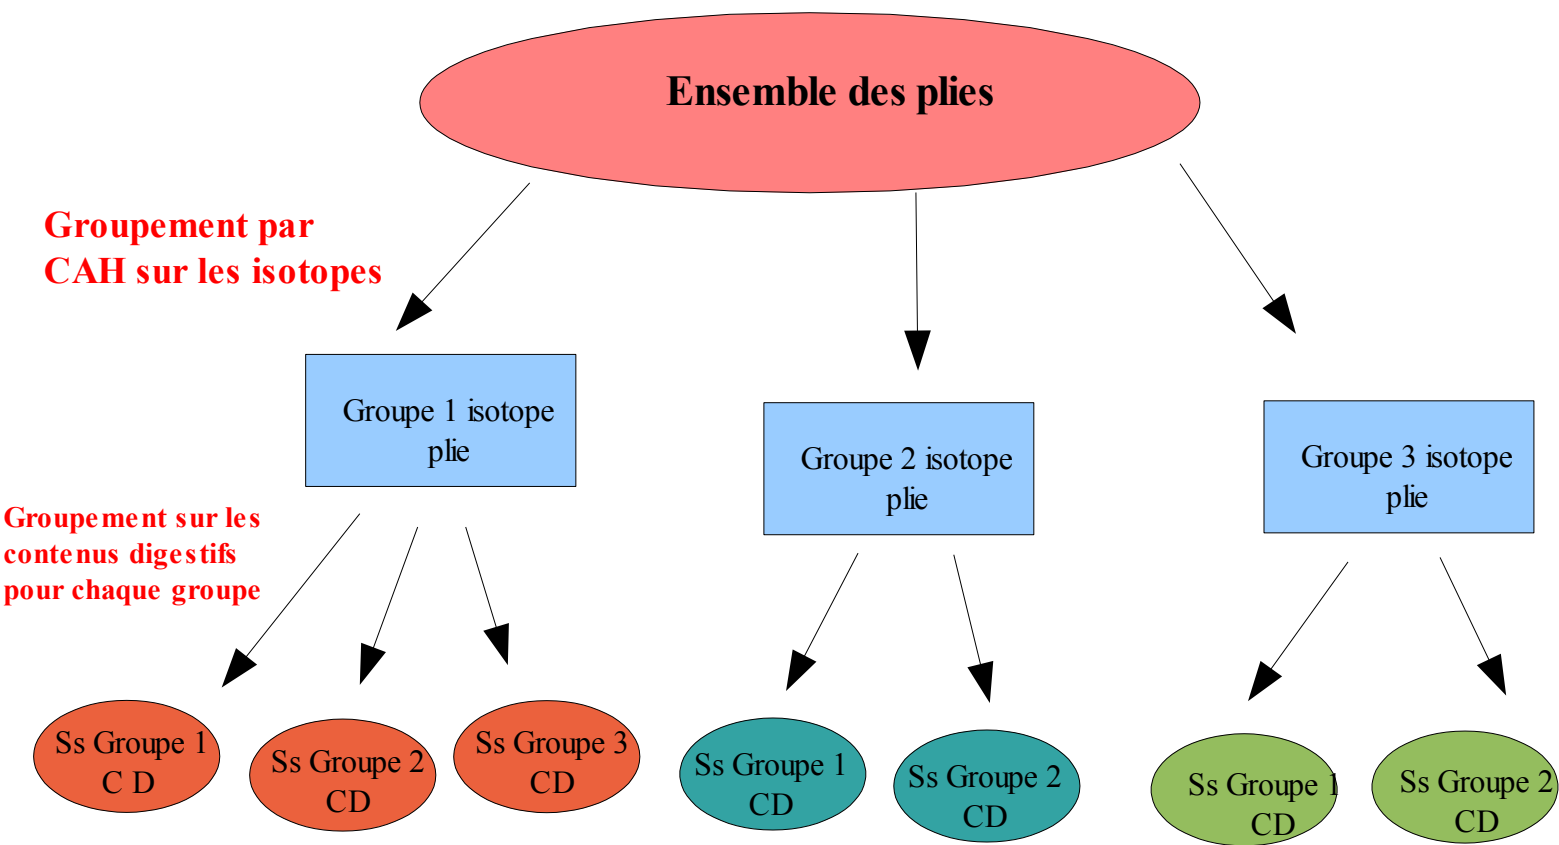 Ensemble des plies
Groupement par
CAH sur les isotopes
Groupe 1 isotope
plie
Groupe 2 isotope
plie
Groupe 3 isotope
plie
Groupement sur les
contenus digestifs
pour chaque groupe
Ss Groupe 1
C D
Ss Groupe 2
CD
Ss Groupe 3
CD
Ss Groupe 1
CD
Ss Groupe 2
CD
Ss Groupe 1
CD
Ss Groupe 2
CD